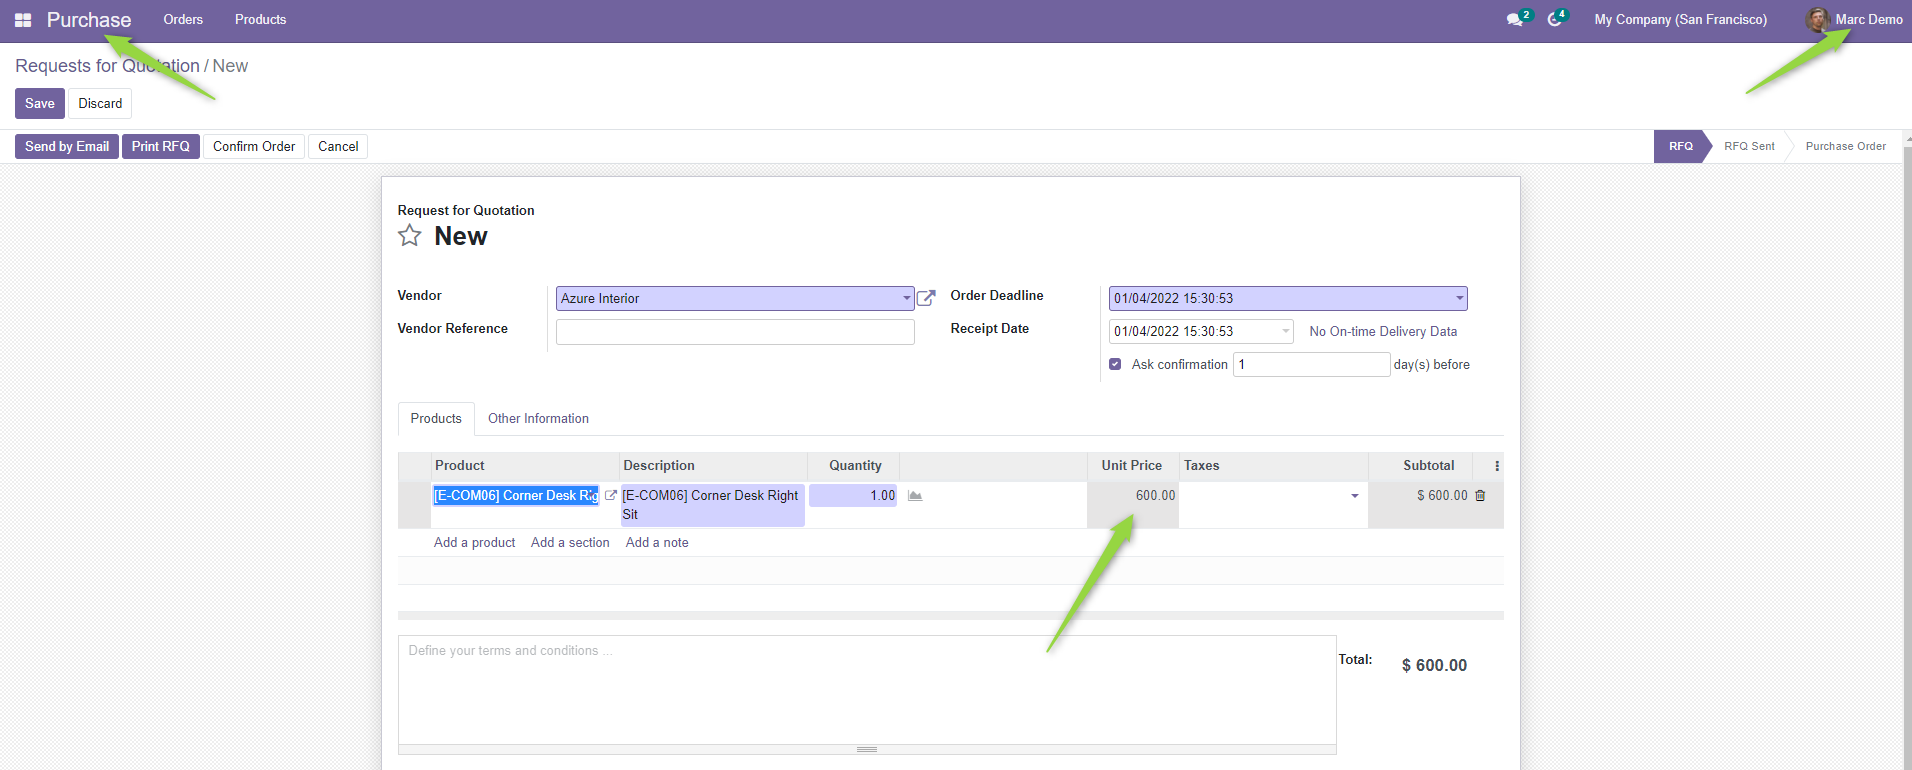 Purchase Orders Products 2 4 My Company (San Francisco) Marc Demo
Requests for Quotation / New
Save Discard
Send by Email Print RFQ Confirm Order Cancel RFQ RFQ Sent Purchase Order
Request for Quotation
New
Vendor Azure Interior Order Deadline 01/04/2022 15:30:53
Vendor Reference Receipt Date 01/04/2022 15:30:53 No On-time Delivery Data
Ask confirmation 1 day(s) before
Products Other Information
Product Description Quantity Unit Price Taxes Subtotal
[E-COM06] Corner Desk Rig [E-COM06] Corner Desk Right 1.00 600.00 $ 600.00
Sit
Add a product Add a section Add a note
Define your terms and conditions ...
Total: $ 600.00